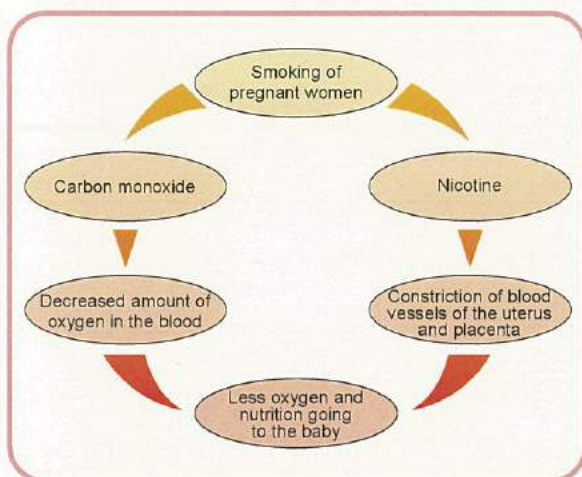 Smoking of
pregnant women
Carbon monoxide
Nicotine
Decreased amount of
oxygen in the blood
Constriction of blood
vessels of the uterus
and placenta
Less oxygen and
nutrition going
to the baby